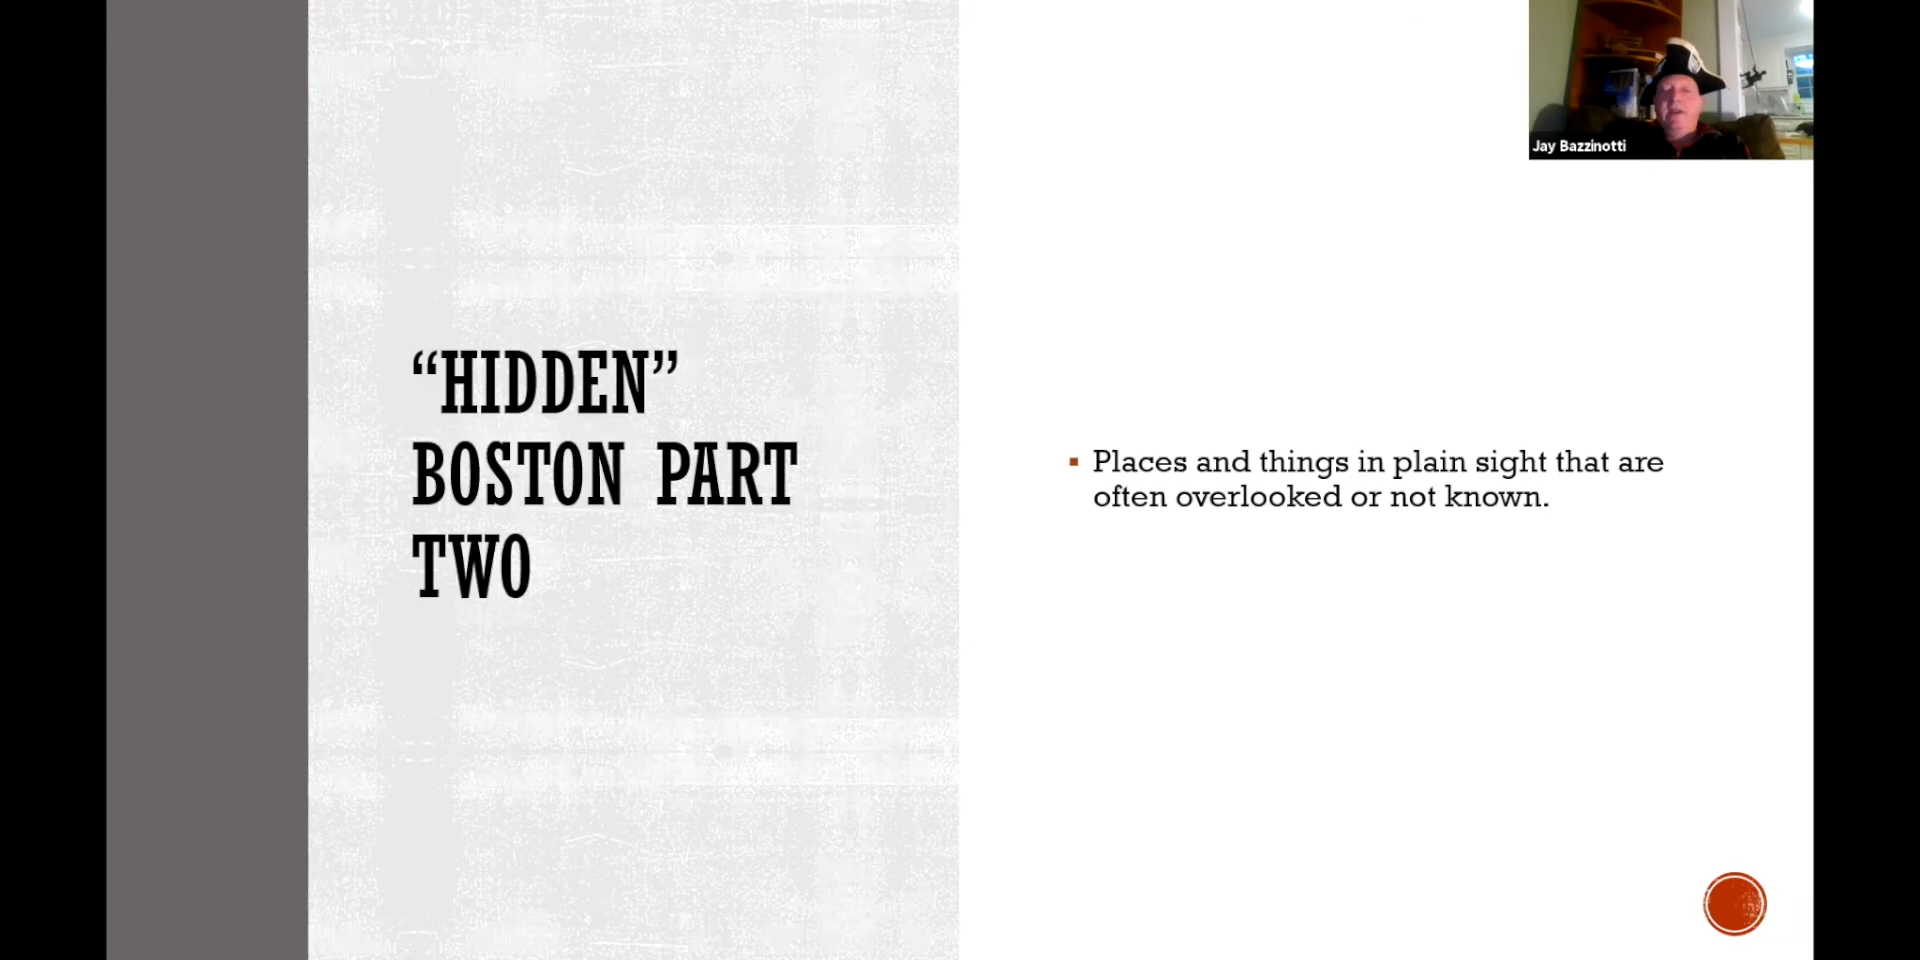 “HIDDEN”
BOSTON PART
TWO
Jay Bazzinotti
▪ Places and things in plain sight that are
often overlooked or not known.